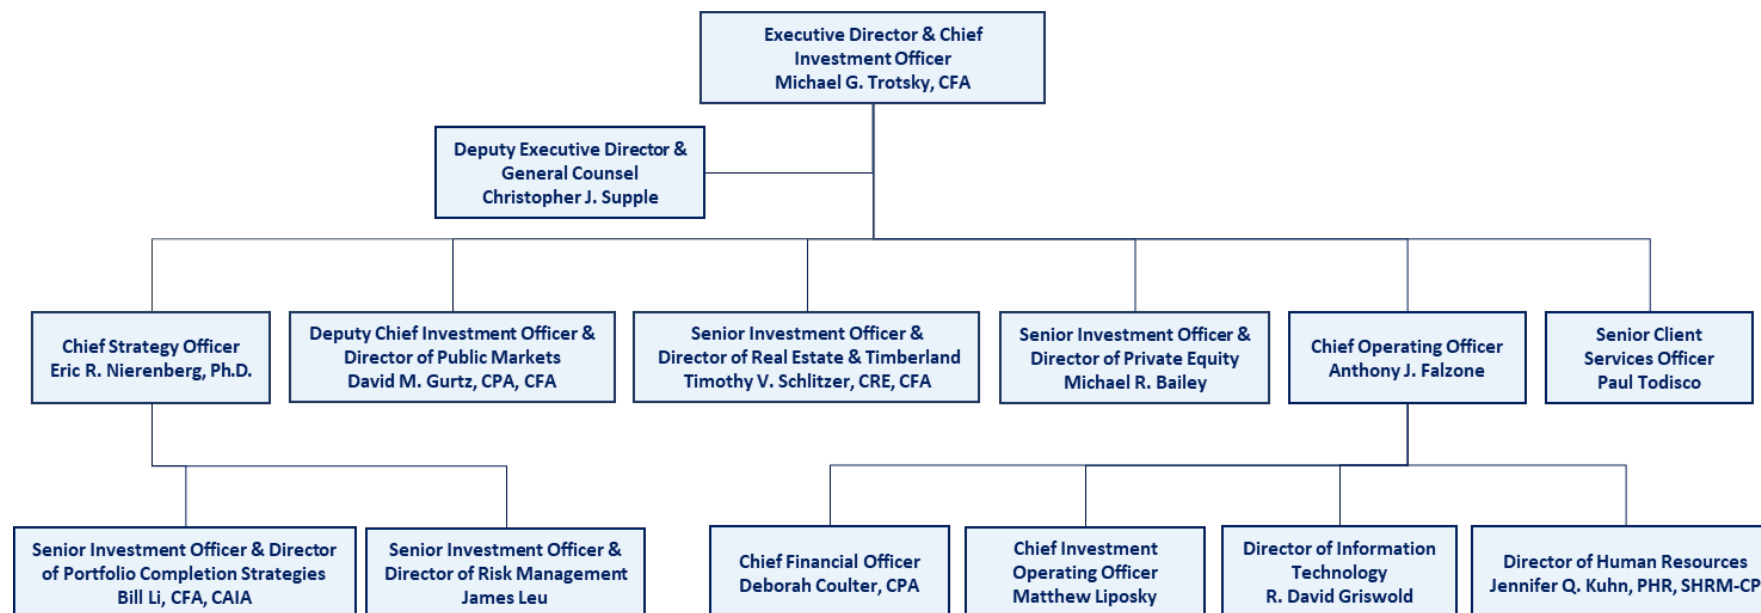 Executive Director & Chief
Investment Officer
Michael G. Trotsky, CFA
Deputy Executive Director &
General Counsel
Christopher J. Supple
Chief Strategy Officer
Eric R. Nierenberg, Ph.D.
Deputy Chief Investment Officer &
Director of Public Markets
David M. Gurtz, CPA, CFA
Senior Investment Officer &
Director of Real Estate & Timberland
Timothy V. Schlitzer, CRE, CFA
Senior Investment Officer &
Director of Private Equity
Michael R. Bailey
Chief Operating Officer
Anthony J. Falzone
Senior Client
Services Officer
Paul Todisco
Senior Investment Officer & Director
of Portfolio Completion Strategies
Bill Li, CFA, CAIA
Senior Investment Officer &
Director of Risk Management
James Leu
Chief Financial Officer
Deborah Coulter, CPA
Chief Investment
Operating Officer
Matthew Liposky
Director of Information
Technology
R. David Griswold
Director of Human Resources
Jennifer Q. Kuhn, PHR, SHRM-CP